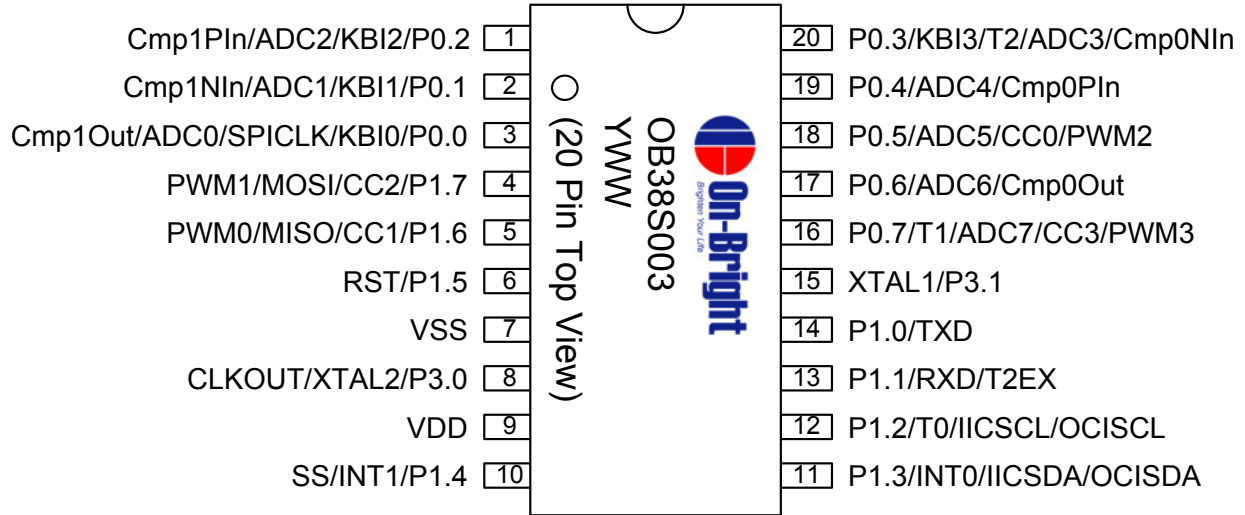 Cmp1PIn/ADC2/KBI2/P0.2 1
Cmp1NIn/ADC1/KBI1/P0.1 2
Cmp1Out/ADC0/SPICLK/KBI0/P0.0 3
PWM1/MOSI/CC2/P1.7 4
PWM0/MISO/CC1/P1.6 5
RST/P1.5 6
VSS 7
CLKOUT/XTAL2/P3.0 8
VDD 9
SS/INT1/P1.4 10
On-Bright
Brighten Your Life
OB38S003
YWW
(20 Pin Top View)
20 P0.3/KBI3/T2/ADC3/Cmp0NIn
19 P0.4/ADC4/Cmp0PIn
18 P0.5/ADC5/CC0/PWM2
17 P0.6/ADC6/Cmp0Out
16 P0.7/T1/ADC7/CC3/PWM3
15 XTAL1/P3.1
14 P1.0/TXD
13 P1.1/RXD/T2EX
12 P1.2/T0/IICSCL/OCISCL
11 P1.3/INT0/IICSDA/OCISDA